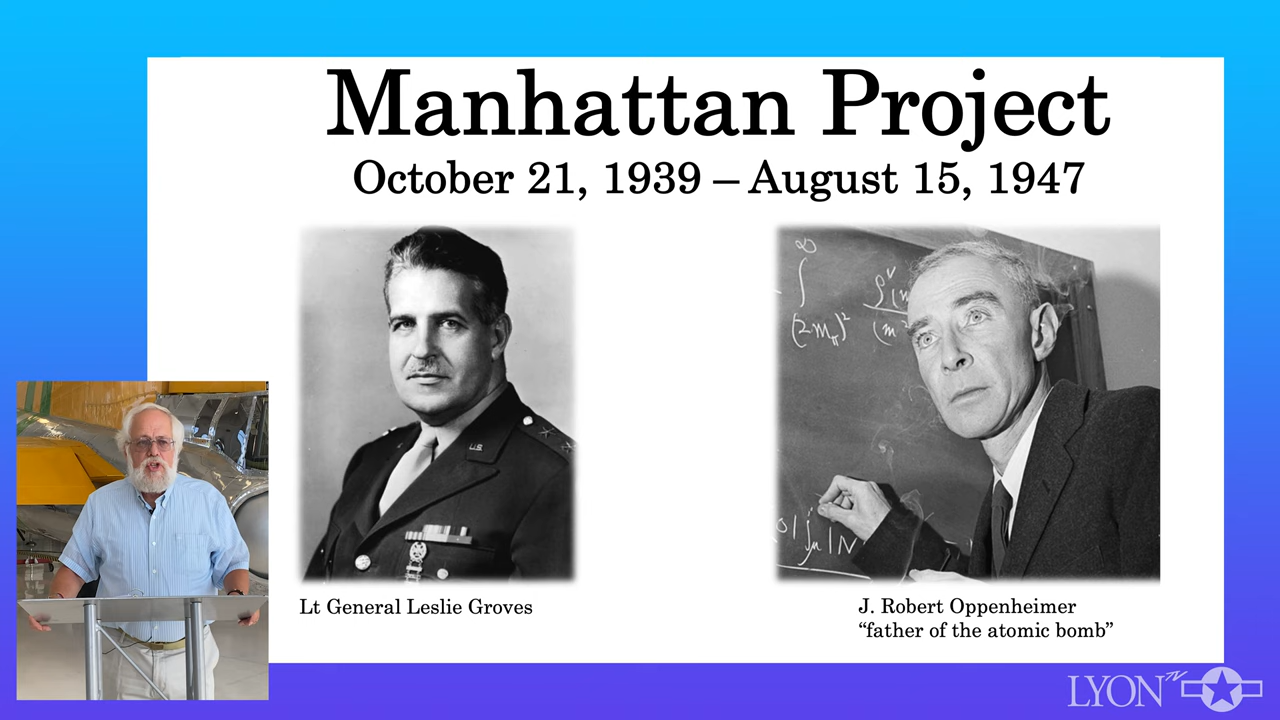 Manhattan Project
October 21, 1939 – August 15, 1947
U.S.
Lt General Leslie Groves
J. Robert Oppenheimer
“father of the atomic bomb”
LYON TV